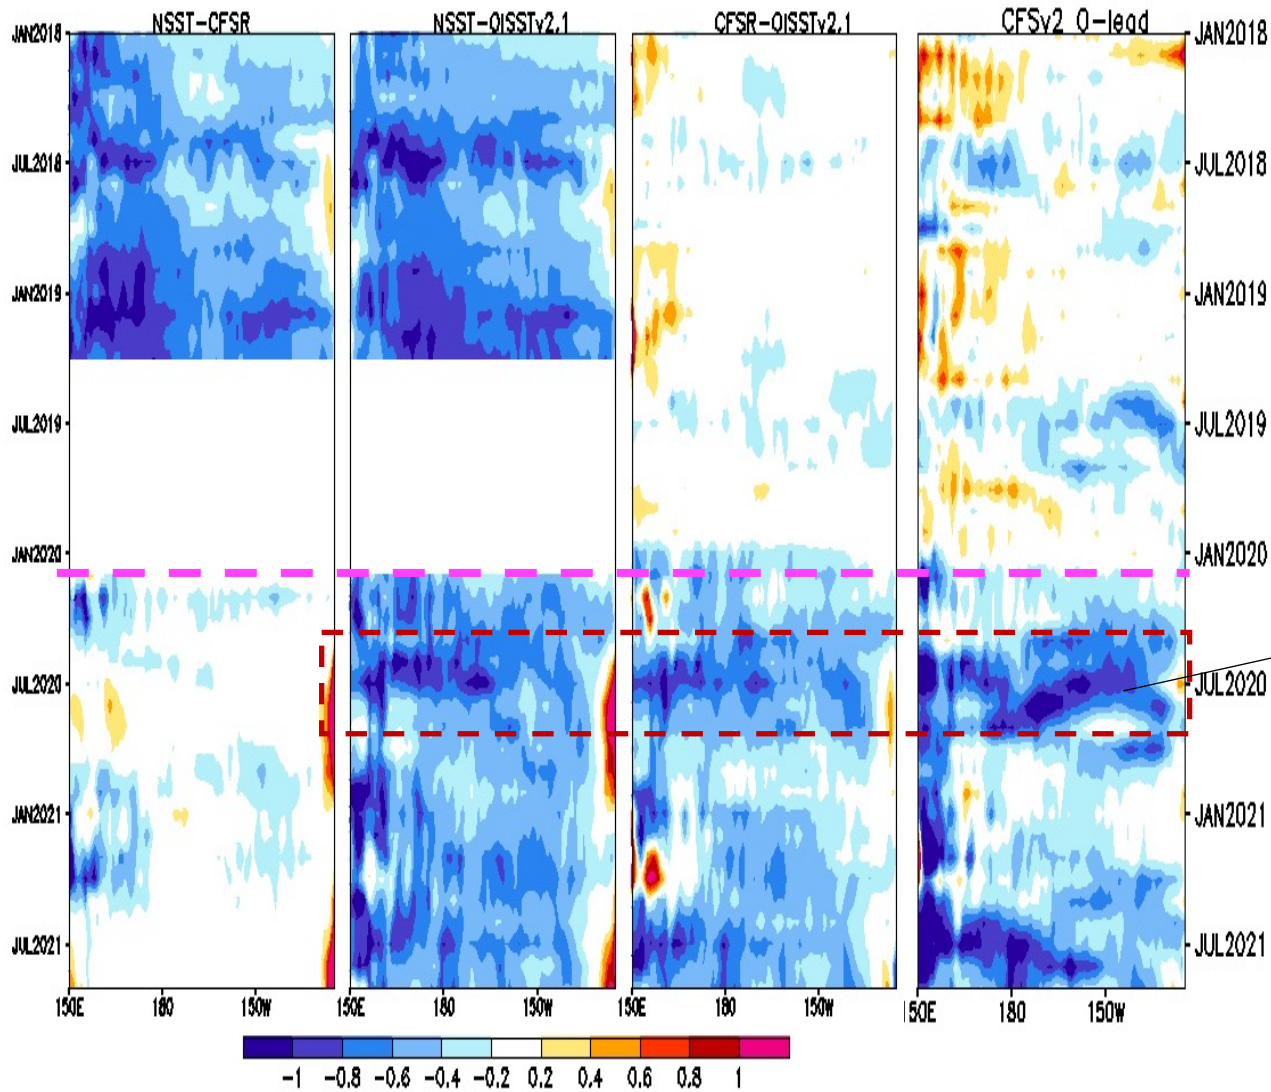 NSST-CFSR
NSST-OISSTv2.1
CFSR-OISSTv2.1
CFSv2 0-lead
JAN2018
JUL2018
JAN2019
JUL2019
JAN2020
JUL2020
JAN2021
JUL2021
JAN2018
JUL2018
JAN2019
JUL2019
JAN2020
JUL2020
JAN2021
JUL2021
150E 180 150W
150E 180 150W
150E 180 150W
150E 180 150W
-1 -0.8 -0.6 -0.4 -0.2 0.2 0.4 0.6 0.8 1